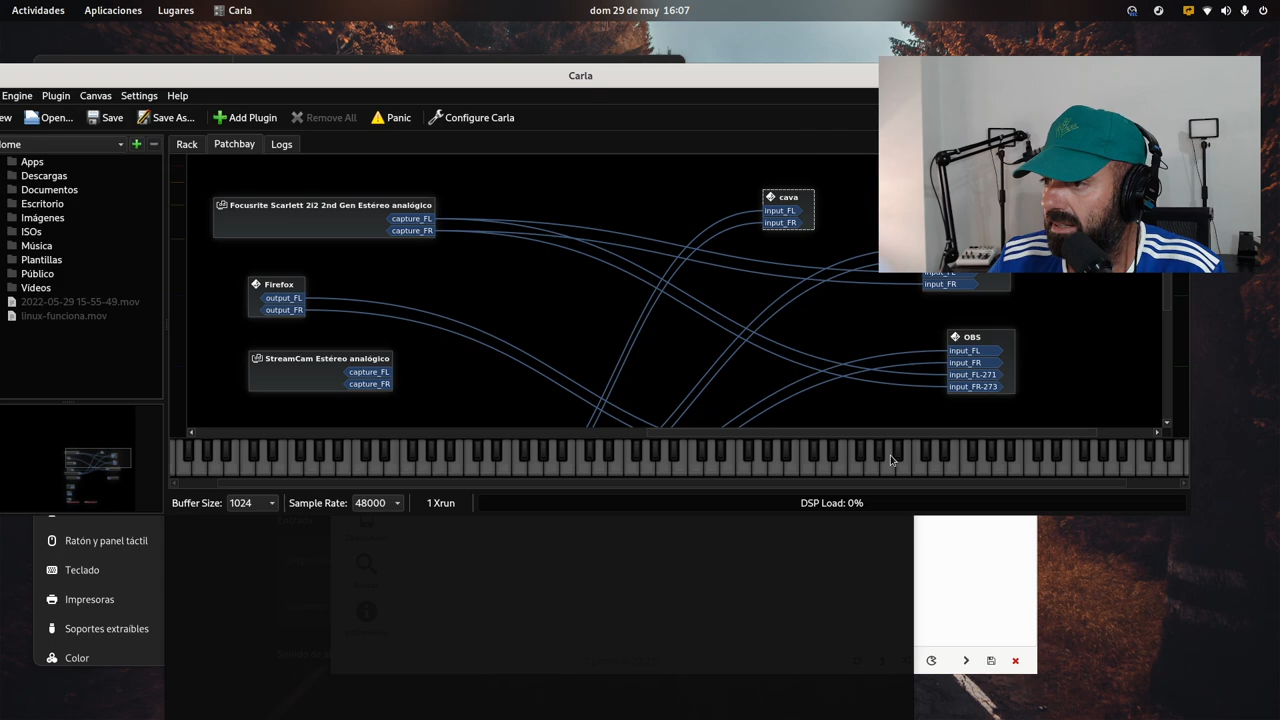 Actividades Aplicaciones Lugares Carla dom 29 de may 16:07
Carla
Engine Plugin Canvas Settings Help
Open... Save Save As... Add Plugin Remove All Panic Configure Carla
Rack Patchbay Logs
Apps
Descargas
Documentos
Escritorio
Imágenes
ISOs
Música
Plantillas
Público
Vídeos
2022-05-29 15-55-49.mov
linux-funciona.mov
Focusrite Scarlett 2i2 2nd Gen Estéreo analógico
capture_FL
capture_FR
cava
input_FL
input_FR
Firefox
output_FL
output_FR
input_FR
StreamCam Estéreo analógico
capture_FL
capture_FR
OBS
input_FL
input_FR
input_FL-271
input_FR-273
Buffer Size: 1024 Sample Rate: 48000 1 Xrun DSP Load: 0%
Ratón y panel táctil
Teclado
Impresoras
Soportes extraíbles
Color